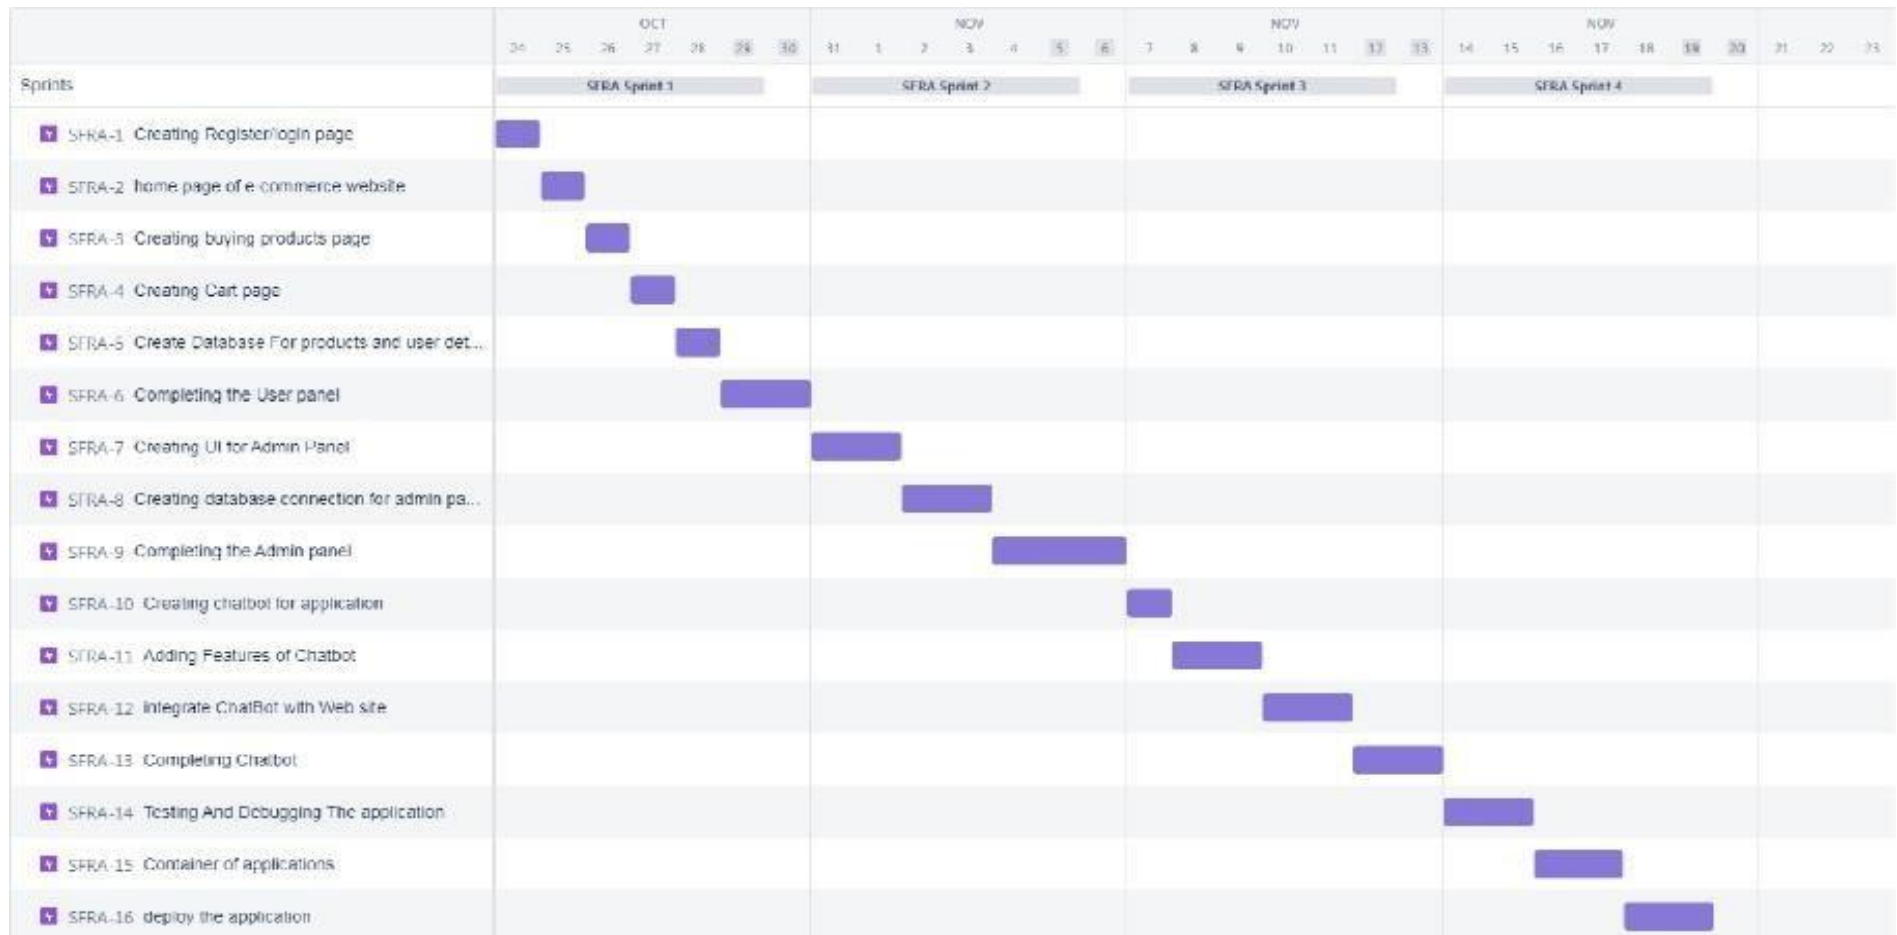 OCT NOV NOV NOV
24 25 26 27 28 29 30 31 1 2 3 4 5 6 7 8 9 10 11 12 13 14 15 16 17 18 19 20 21 22 23
Sprints SFRA Sprint 1 SFRA Sprint 2 SFRA Sprint 3 SFRA Sprint 4
SFRA-1 Creating Register/login page
SFRA-2 home page of e commerce website
SFRA-3 Creating buying products page
SFRA-4 Creating Cart page
SFRA-5 Create Database For products and user det...
SFRA-6 Completing the User panel
SFRA-7 Creating UI for Admin Panel
SFRA-8 Creating database connection for admin pa...
SFRA-9 Completing the Admin panel
SFRA-10 Creating chatbot for application
SFRA-11 Adding Features of Chatbot
SFRA-12 integrate ChatBot with Web site
SFRA-13 Completing Chatbot
SFRA-14 Testing And Debugging The application
SFRA-15 Container of applications
SFRA-16 deploy the application